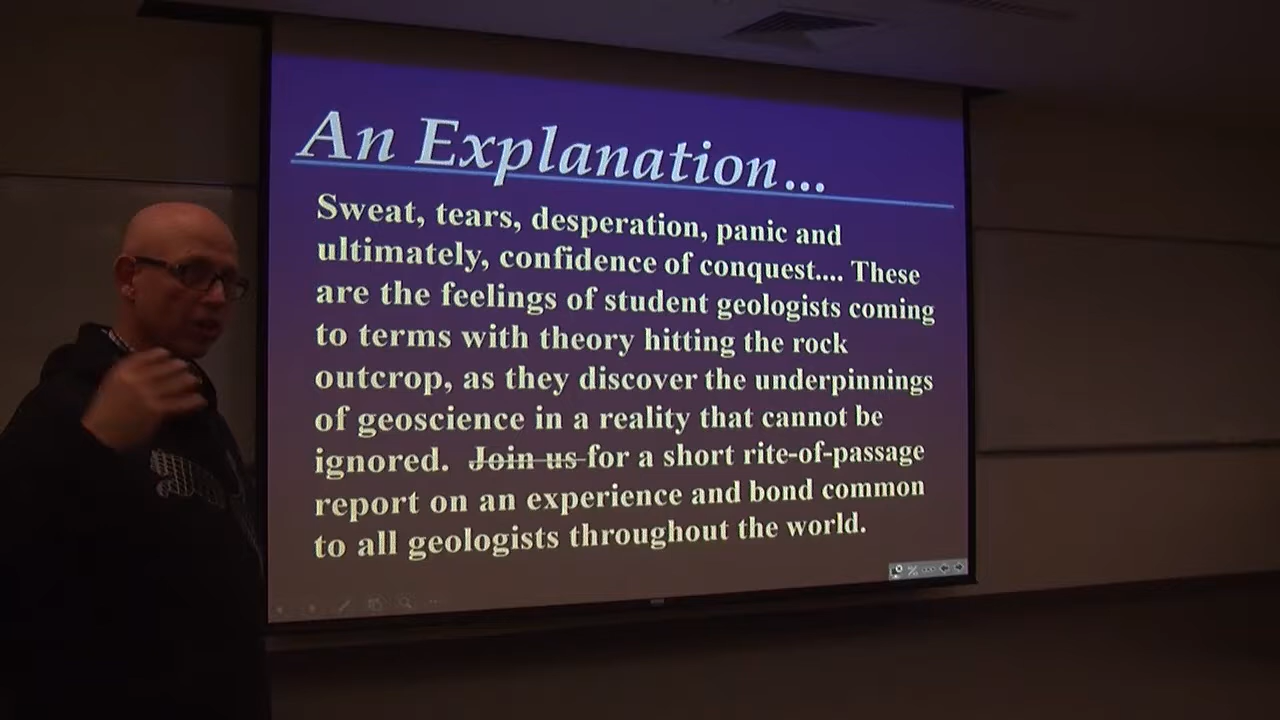 An Explanation...
Sweat, tears, desperation, panic and
ultimately, confidence of conquest.... These
are the feelings of student geologists coming
to terms with theory hitting the rock
outcrop, as they discover the underpinnings
of geoscience in a reality that cannot be
ignored. Join us for a short rite-of-passage
report on an experience and bond common
to all geologists throughout the world.